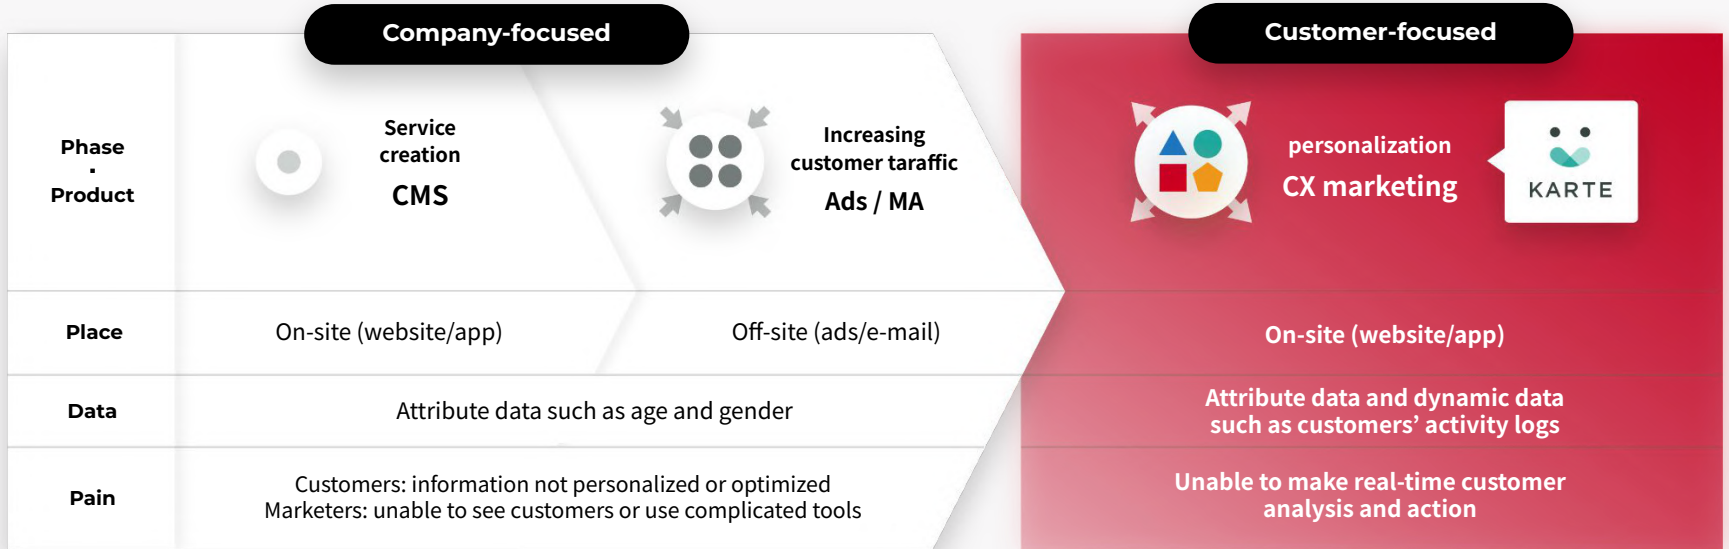 Company-focused
Customer-focused
Phase
·
Product
Service
creation
CMS
Increasing
customer taraffic
Ads / MA
personalization
CX marketing
KARTE
Place
On-site (website/app)
Off-site (ads/e-mail)
On-site (website/app)
Data
Attribute data such as age and gender
Attribute data and dynamic data
such as customers’ activity logs
Pain
Customers: information not personalized or optimized
Marketers: unable to see customers or use complicated tools
Unable to make real-time customer
analysis and action